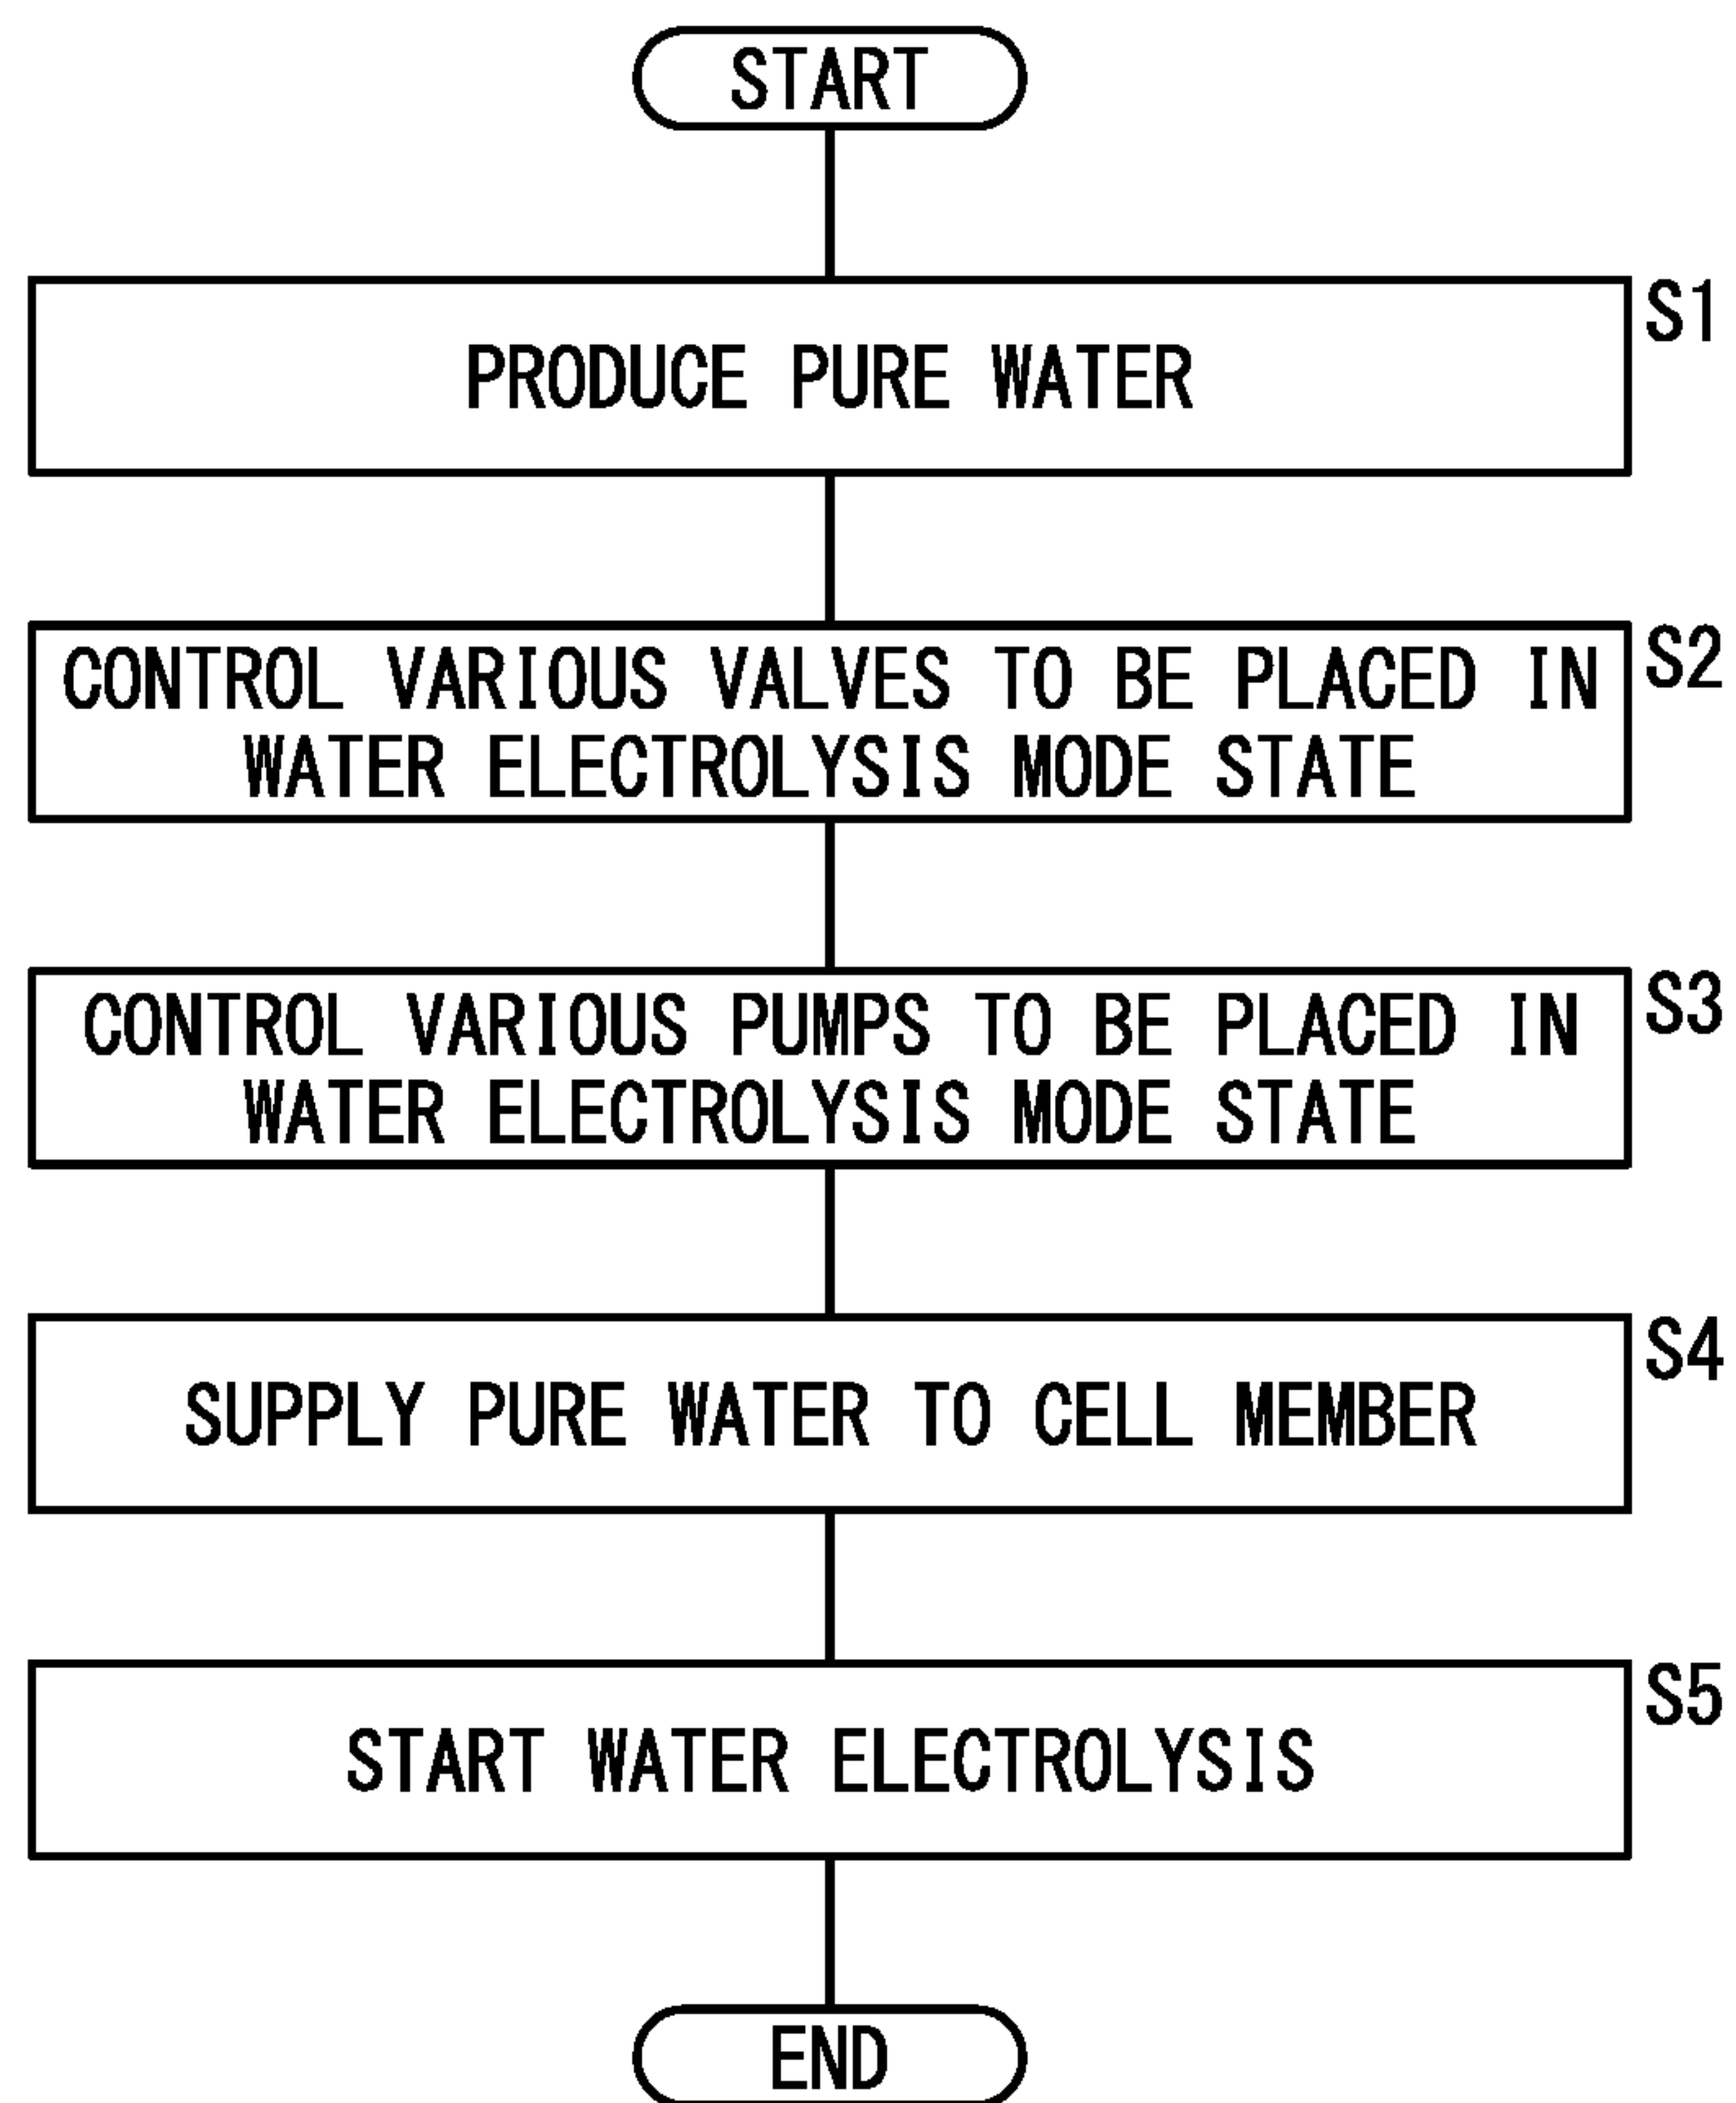 START
S1
PRODUCE PURE WATER
S2
CONTROL VARIOUS VALVES TO BE PLACED IN
WATER ELECTROLYSIS MODE STATE
S3
CONTROL VARIOUS PUMPS TO BE PLACED IN
WATER ELECTROLYSIS MODE STATE
S4
SUPPLY PURE WATER TO CELL MEMBER
S5
START WATER ELECTROLYSIS
END